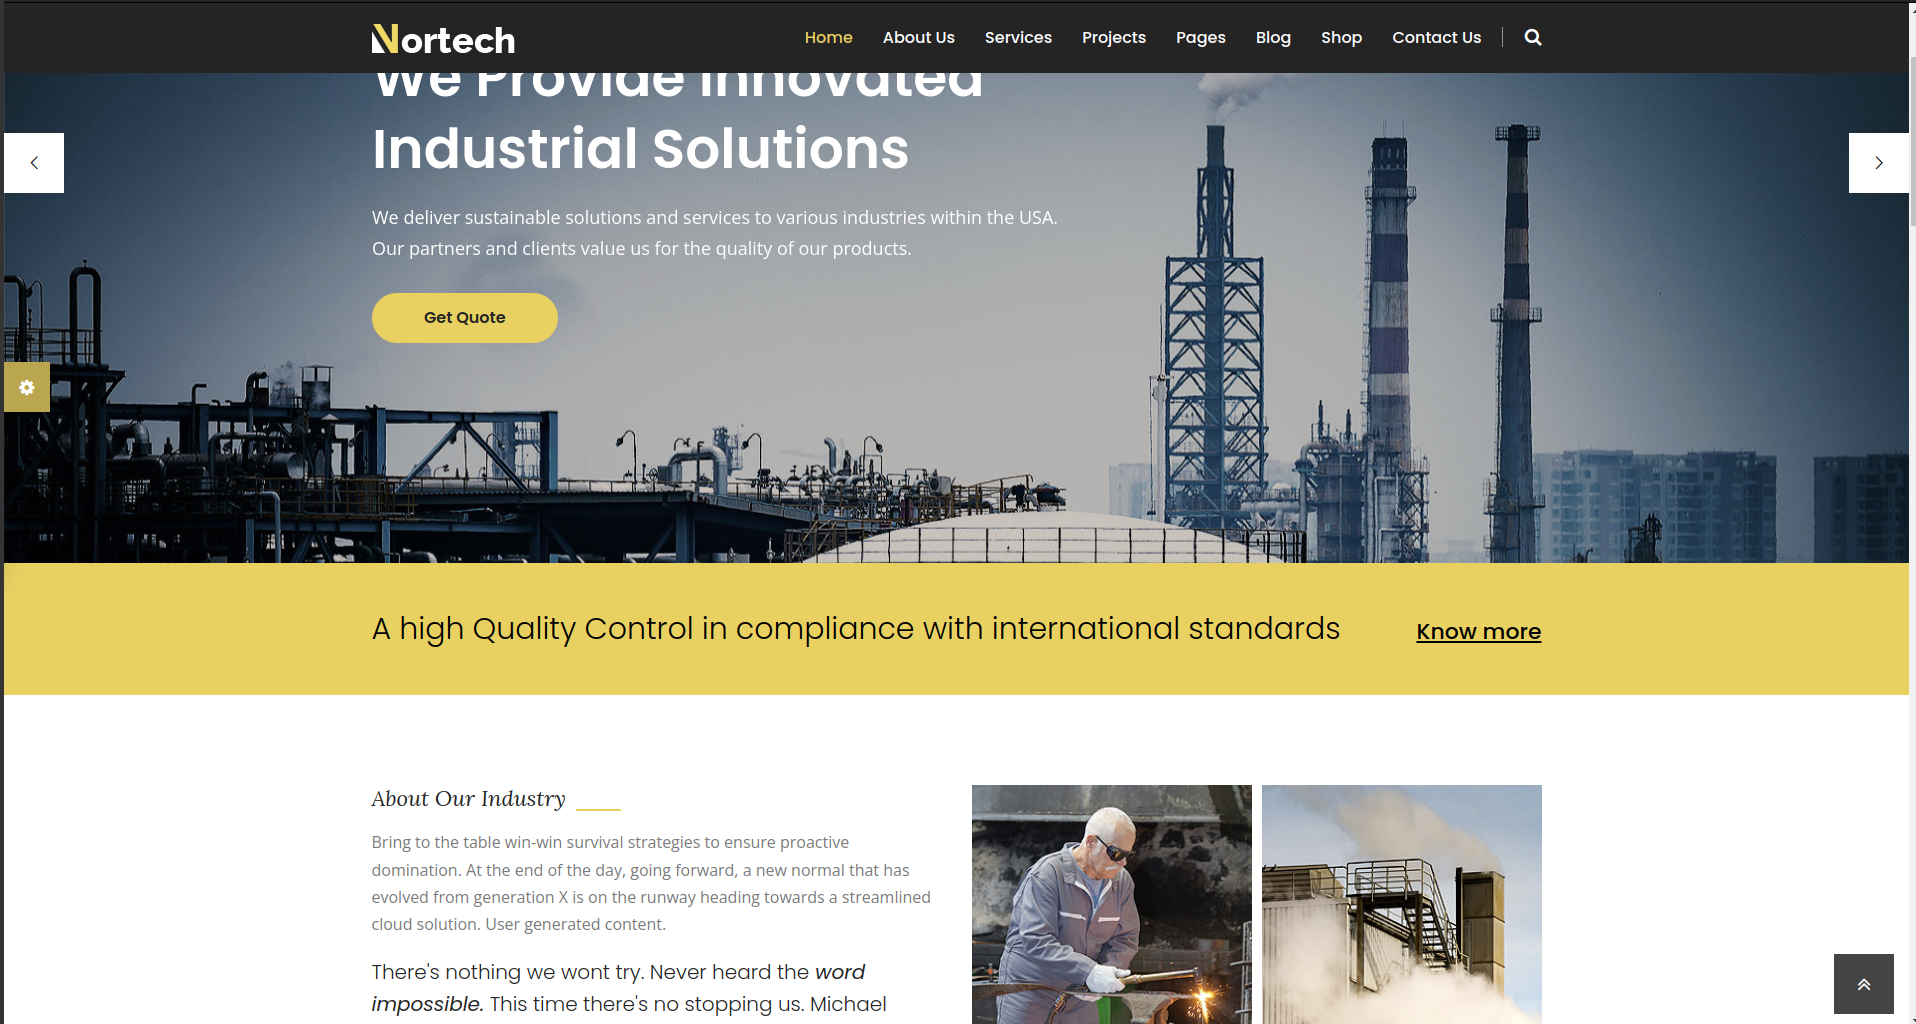 Nortech
Home About Us Services Projects Pages Blog Shop Contact Us
We Provide Innovated
Industrial Solutions
We deliver sustainable solutions and services to various industries within the USA.
Our partners and clients value us for the quality of our products.
Get Quote
A high Quality Control in compliance with international standards
Know more
About Our Industry
Bring to the table win-win survival strategies to ensure proactive
domination. At the end of the day, going forward, a new normal that has
evolved from generation X is on the runway heading towards a streamlined
cloud solution. User generated content.
There's nothing we wont try. Never heard the word
impossible. This time there's no stopping us. Michael